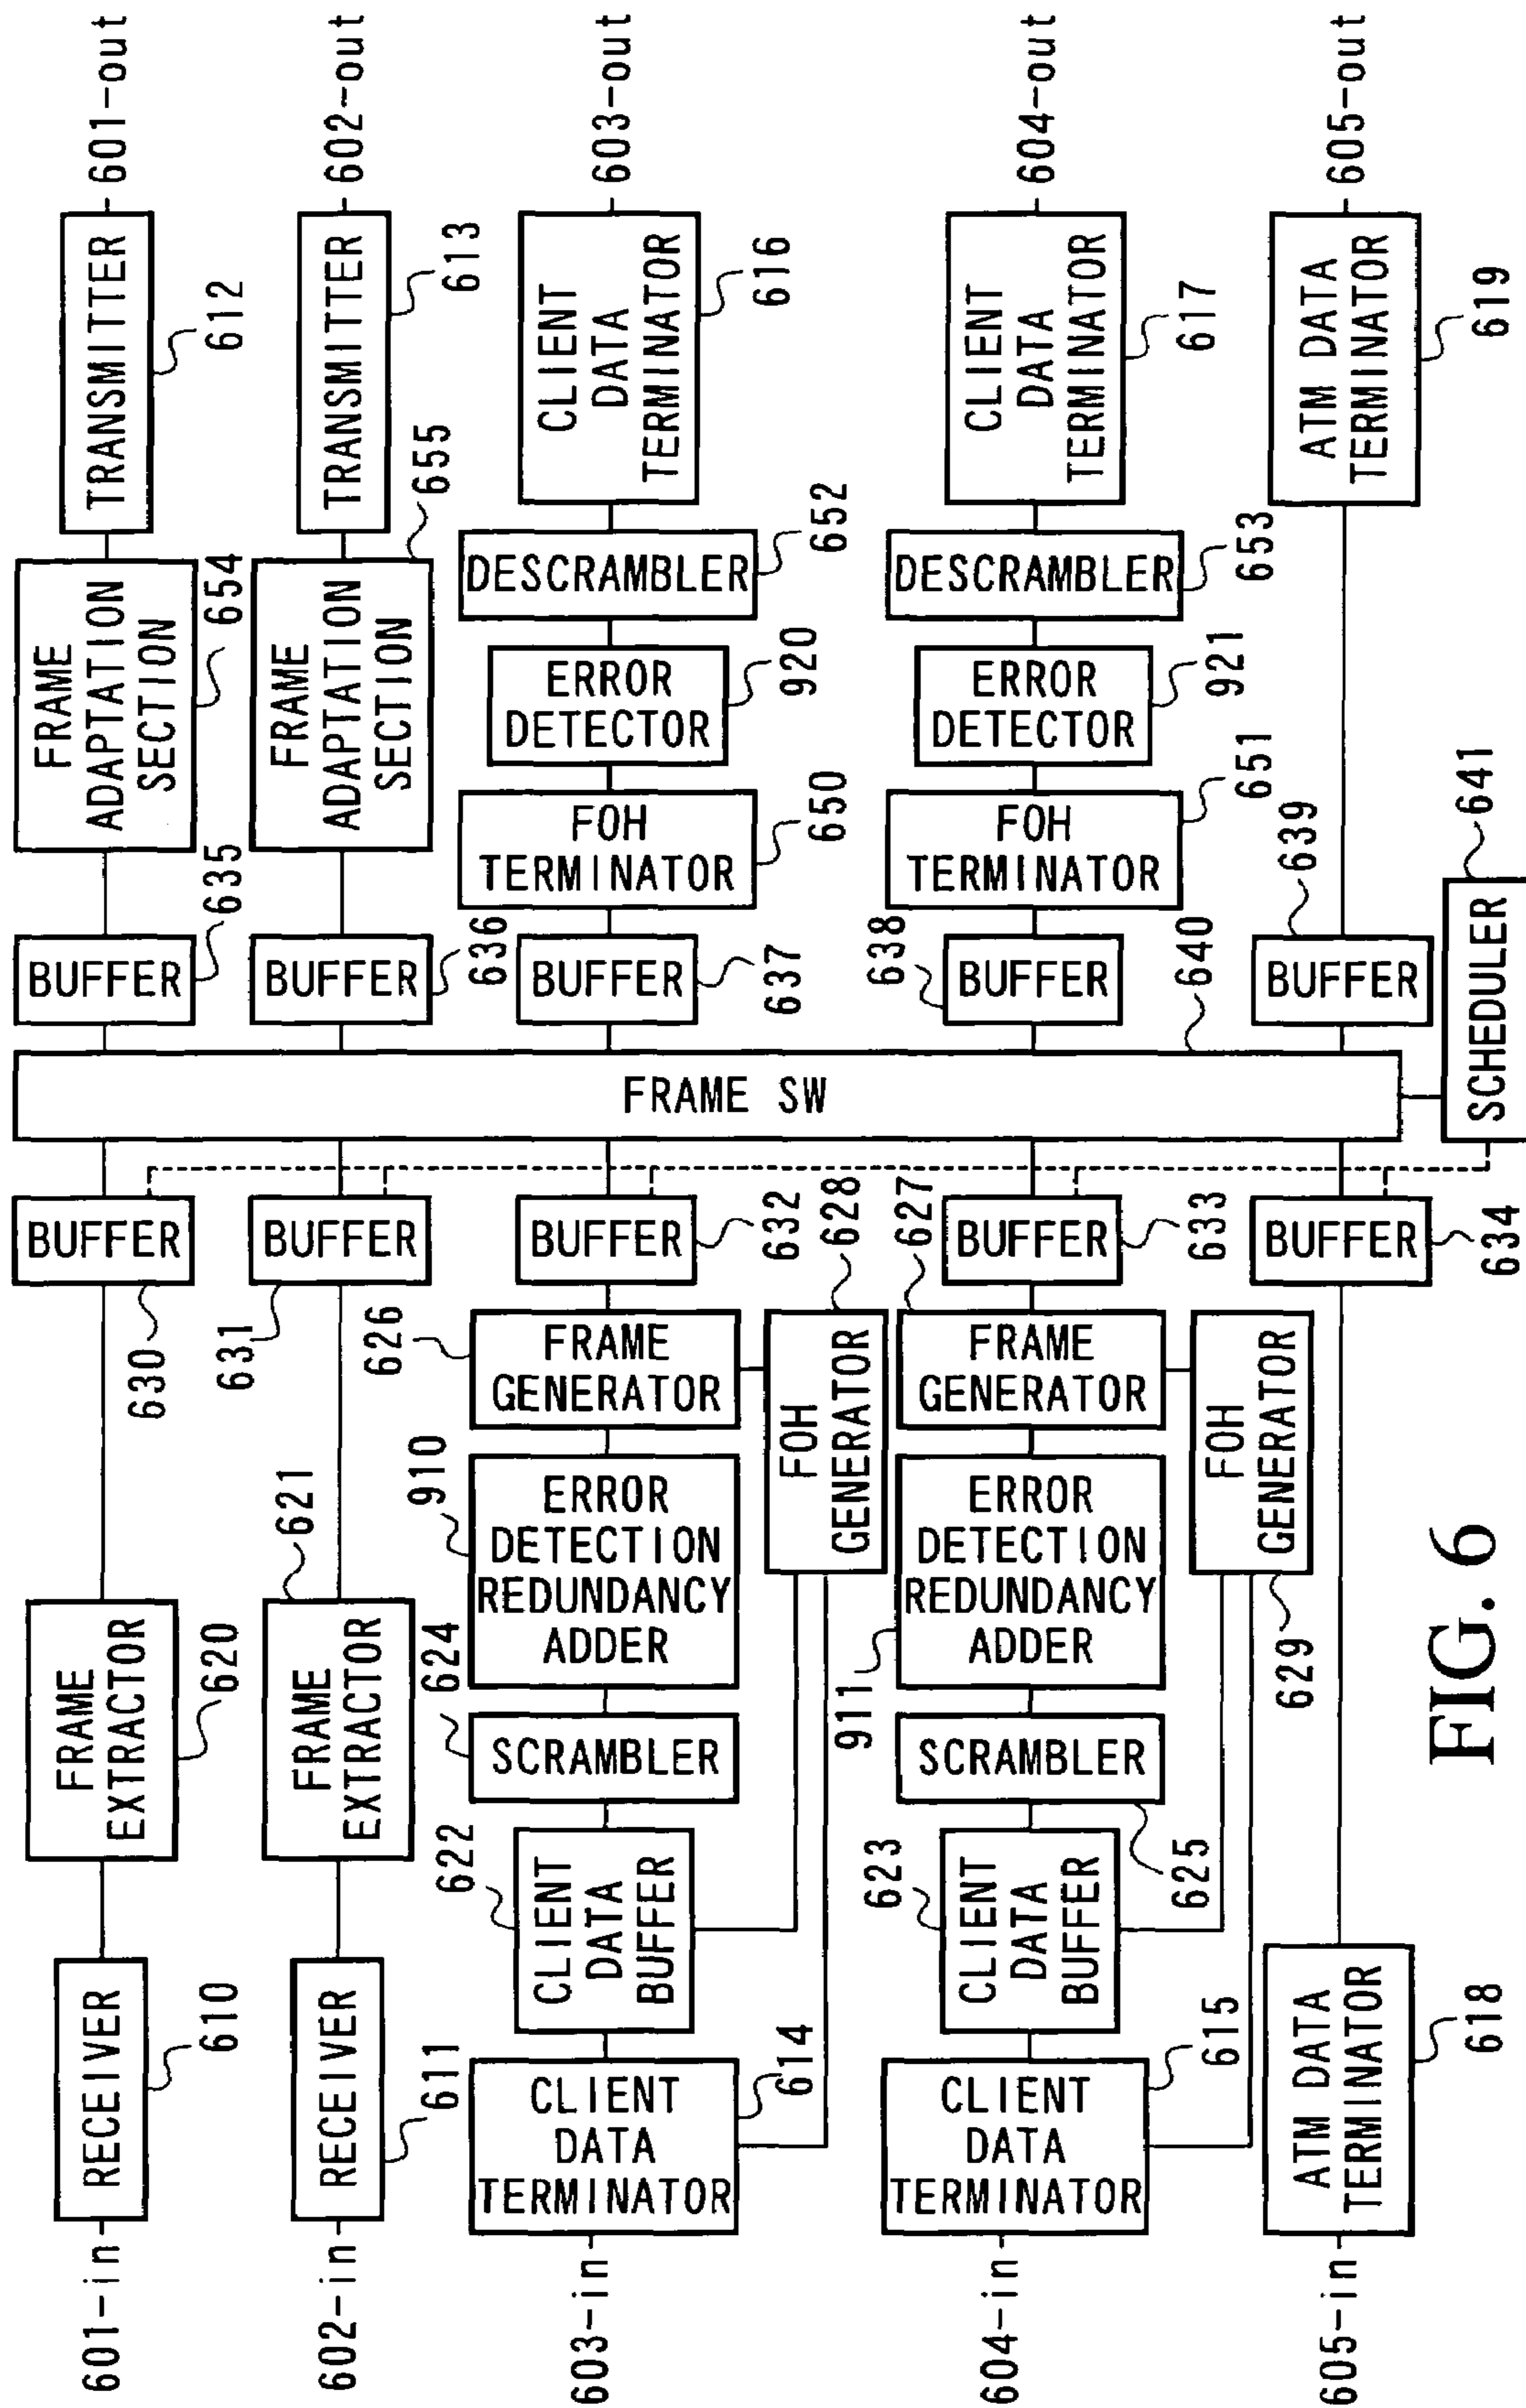 601-in
RECEIVER
610
FRAME
EXTRACTOR
620
BUFFER
630
BUFFER
635
FRAME
ADAPTATION
SECTION
654
TRANSMITTER
612
601-out
602-in
RECEIVER
611
FRAME
EXTRACTOR
621
BUFFER
631
BUFFER
636
FRAME
ADAPTATION
SECTION
655
TRANSMITTER
613
602-out
603-in
CLIENT
DATA
TERMINATOR
614
CLIENT
DATA
BUFFER
622
SCRAMBLER
624
ERROR
DETECTION
REDUNDANCY
ADDER
910
FRAME
GENERATOR
626
FOH
GENERATOR
628
BUFFER
632
FRAME SW
640
BUFFER
637
FOH
TERMINATOR
650
ERROR
DETECTOR
920
DESCRAMBLER
652
CLIENT
DATA
TERMINATOR
616
603-out
604-in
CLIENT
DATA
TERMINATOR
615
CLIENT
DATA
BUFFER
623
SCRAMBLER
625
ERROR
DETECTION
REDUNDANCY
ADDER
911
FRAME
GENERATOR
627
FOH
GENERATOR
629
BUFFER
633
BUFFER
638
FOH
TERMINATOR
651
ERROR
DETECTOR
921
DESCRAMBLER
653
CLIENT
DATA
TERMINATOR
617
604-out
605-in
ATM DATA
TERMINATOR
618
BUFFER
634
BUFFER
639
ATM DATA
TERMINATOR
619
605-out
SCHEDULER
641
FIG. 6